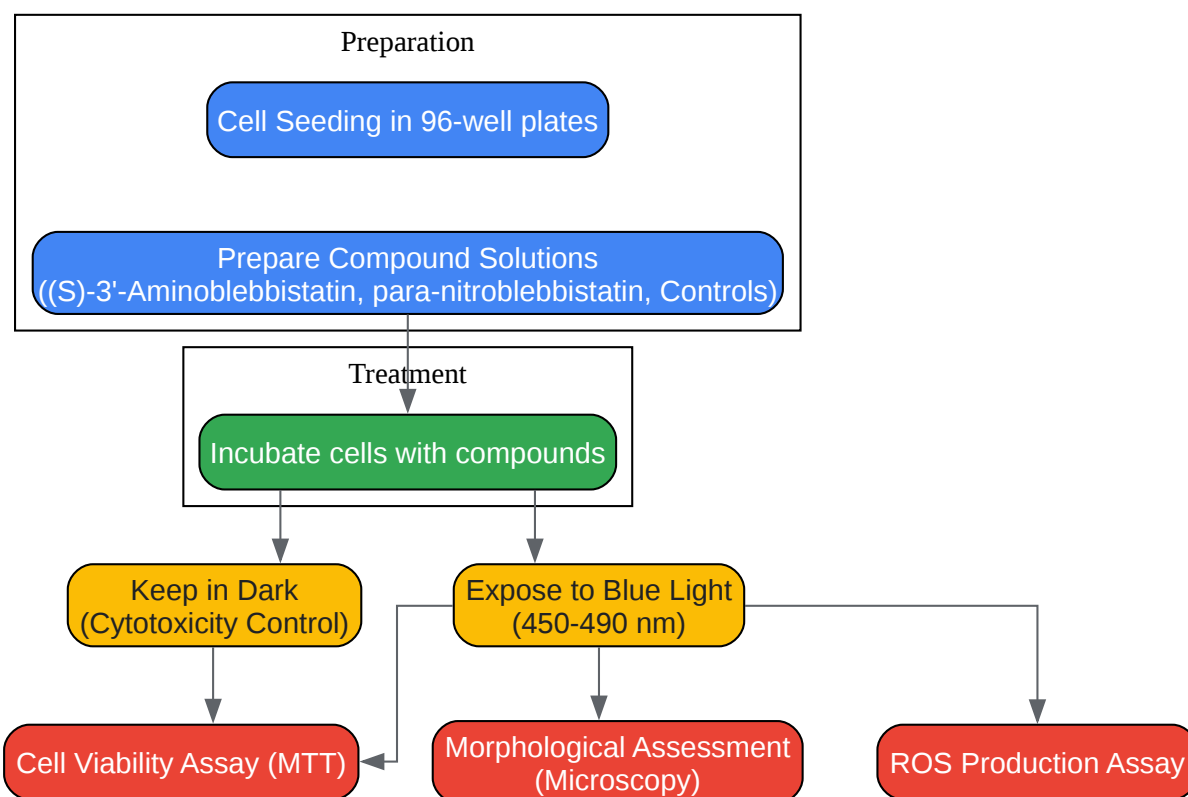 Preparation
Cell Seeding in 96-well plates
Prepare Compound Solutions
((S)-3'-Aminoblebbistatin, para-nitroblebbistatin, Controls)
Treatment
Incubate cells with compounds
Keep in Dark
(Cytotoxicity Control)
Expose to Blue Light
(450-490 nm)
Cell Viability Assay (MTT)
Morphological Assessment
(Microscopy)
ROS Production Assay